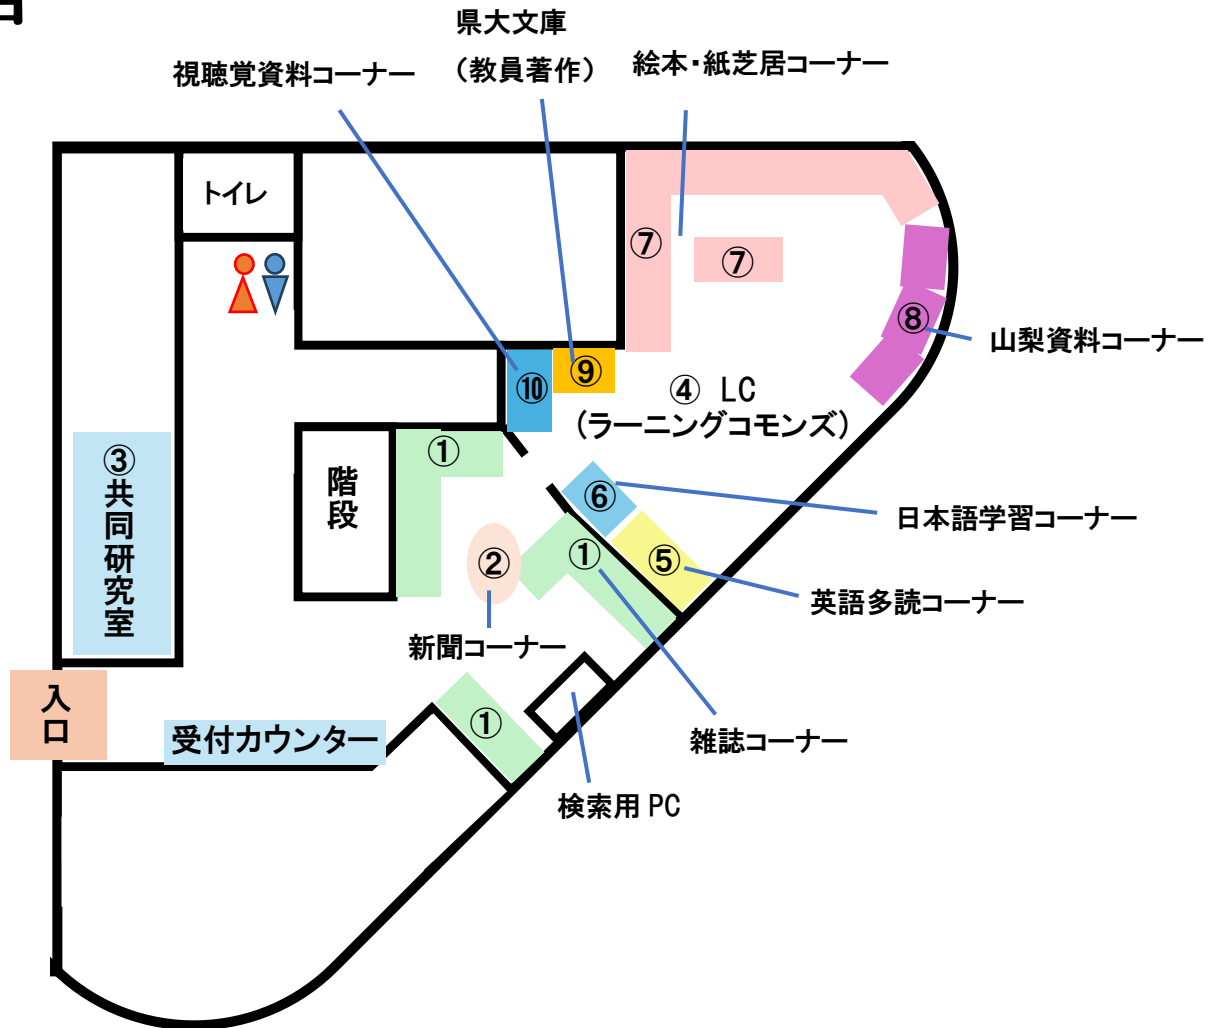 県大文庫
（教員著作）
視聴覚資料コーナー
絵本・紙芝居コーナー
トイレ
⑦
⑦
⑧
山梨資料コーナー
⑩
⑨
④ LC
（ラーニングコモンズ）
③
共同研究室
階段
①
⑥
日本語学習コーナー
②
①
⑤
英語多読コーナー
新聞コーナー
入口
受付カウンター
①
雑誌コーナー
検索用 PC